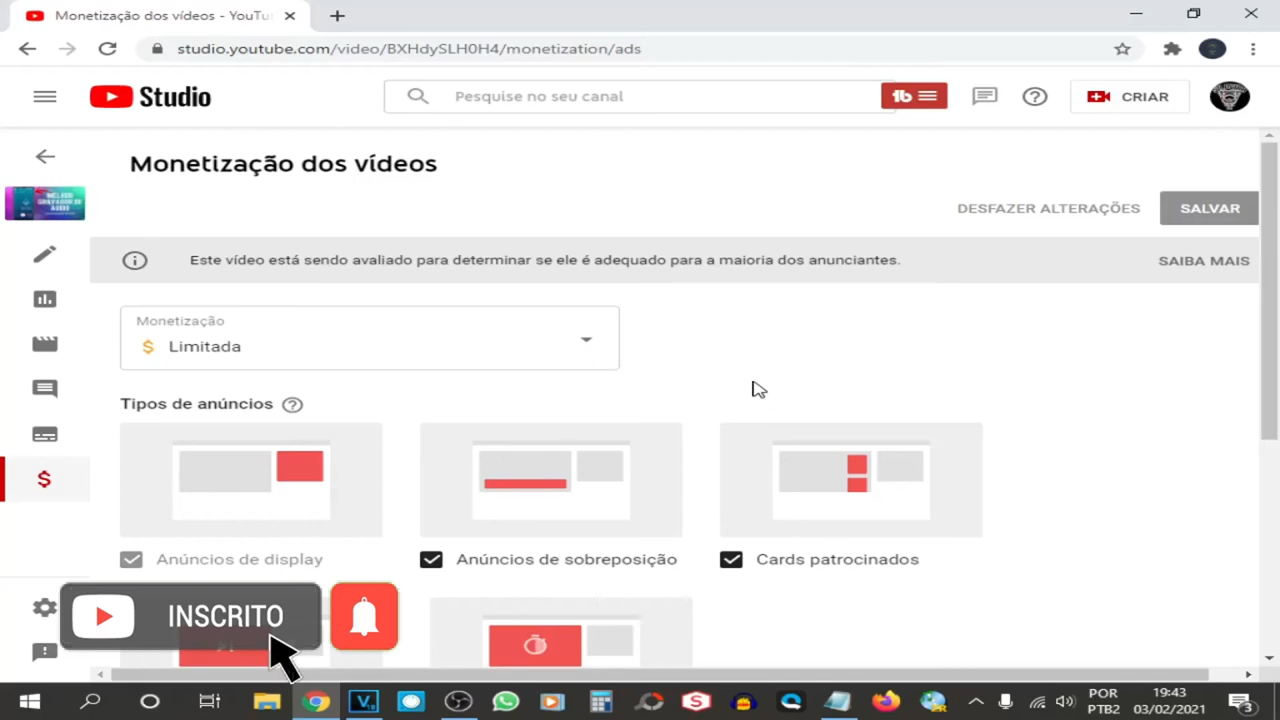 Monetização dos vídeos - YouTu
studio.youtube.com/video/BXHdySLH0H4/monetization/ads
Studio
Pesquise no seu canal
CRIAR
Monetização dos vídeos
DESFAZER ALTERAÇÕES
SALVAR
Este vídeo está sendo avaliado para determinar se ele é adequado para a maioria dos anunciantes.
SAIBA MAIS
Monetização
$ Limitada
Tipos de anúncios
Anúncios de display
Anúncios de sobreposição
Cards patrocinados
INSCRITO
POR
PTB2
19:43
03/02/2021
3